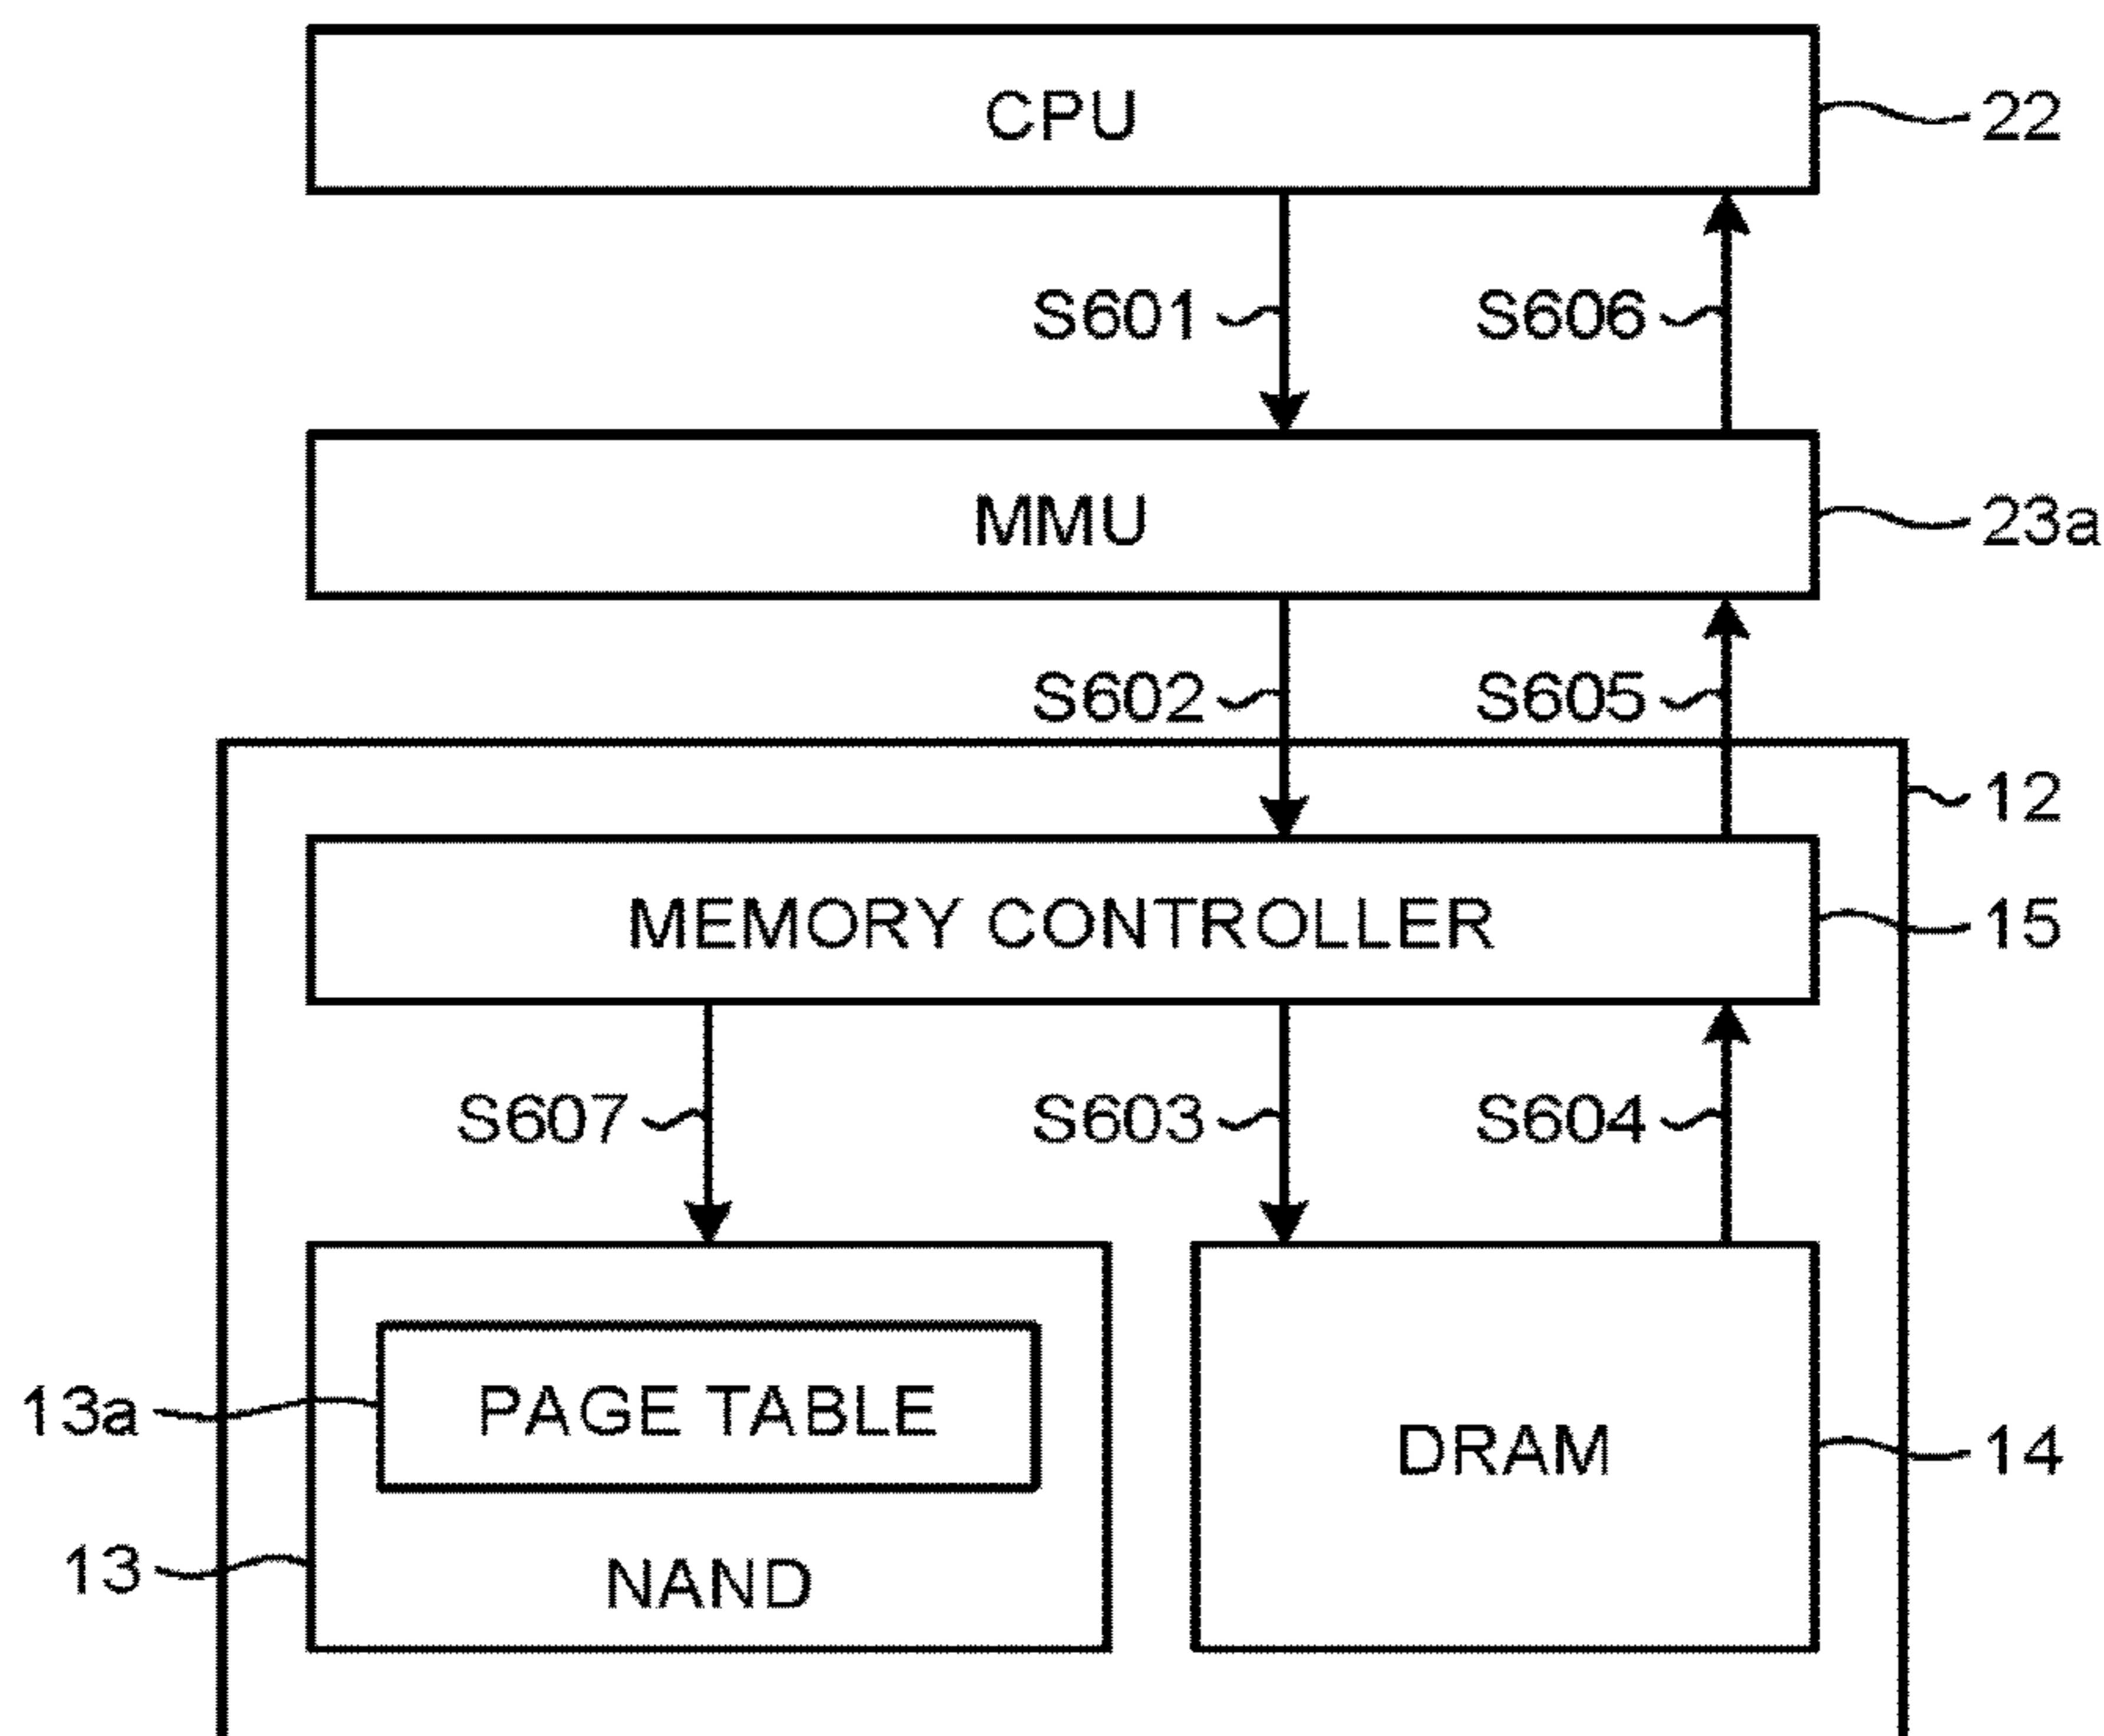 CPU
22
S601
S606
MMU
23a
S602
S605
12
MEMORY CONTROLLER
15
S607
S603
S604
13a
PAGE TABLE
DRAM
14
13
NAND